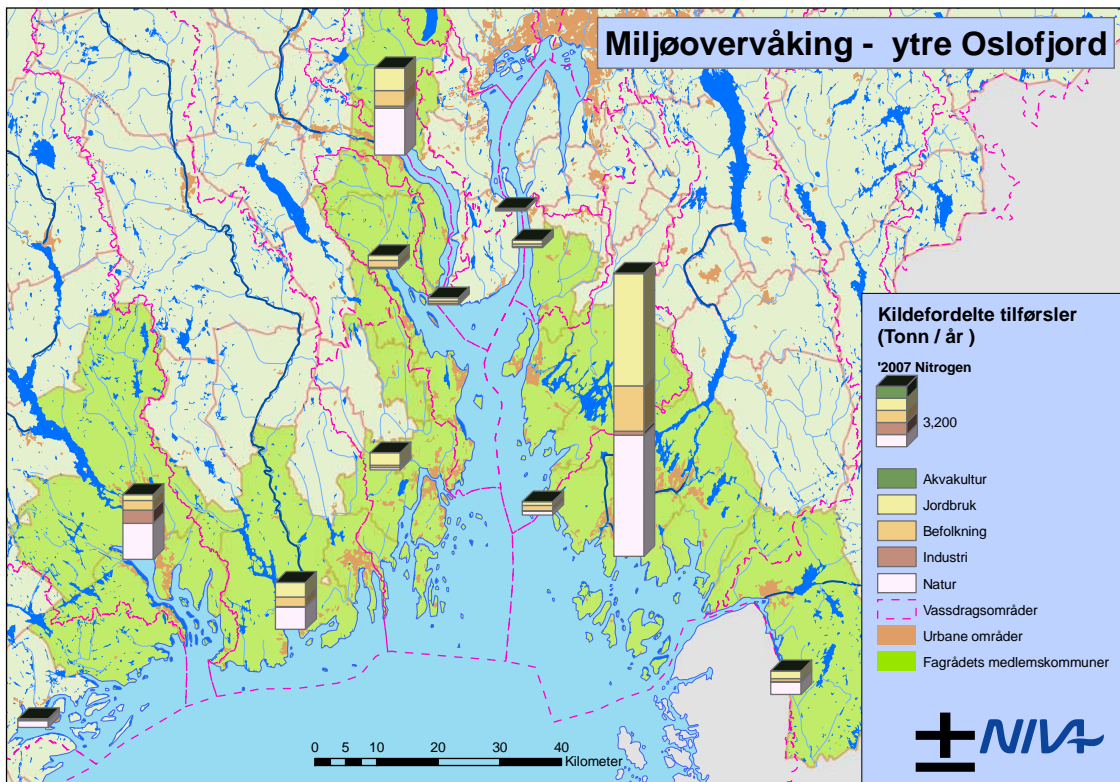 Miljøovervåking - ytre Oslofjord
Kildefordelte tilførsler
(Tonn / år )
'2007 Nitrogen
3,200
Akvakultur
Jordbruk
Befolkning
Industri
Natur
Vassdragsområder
Urbane områder
Fagrådets medlemskommuner
0 5 10 20 30 40
Kilometer
NIVA